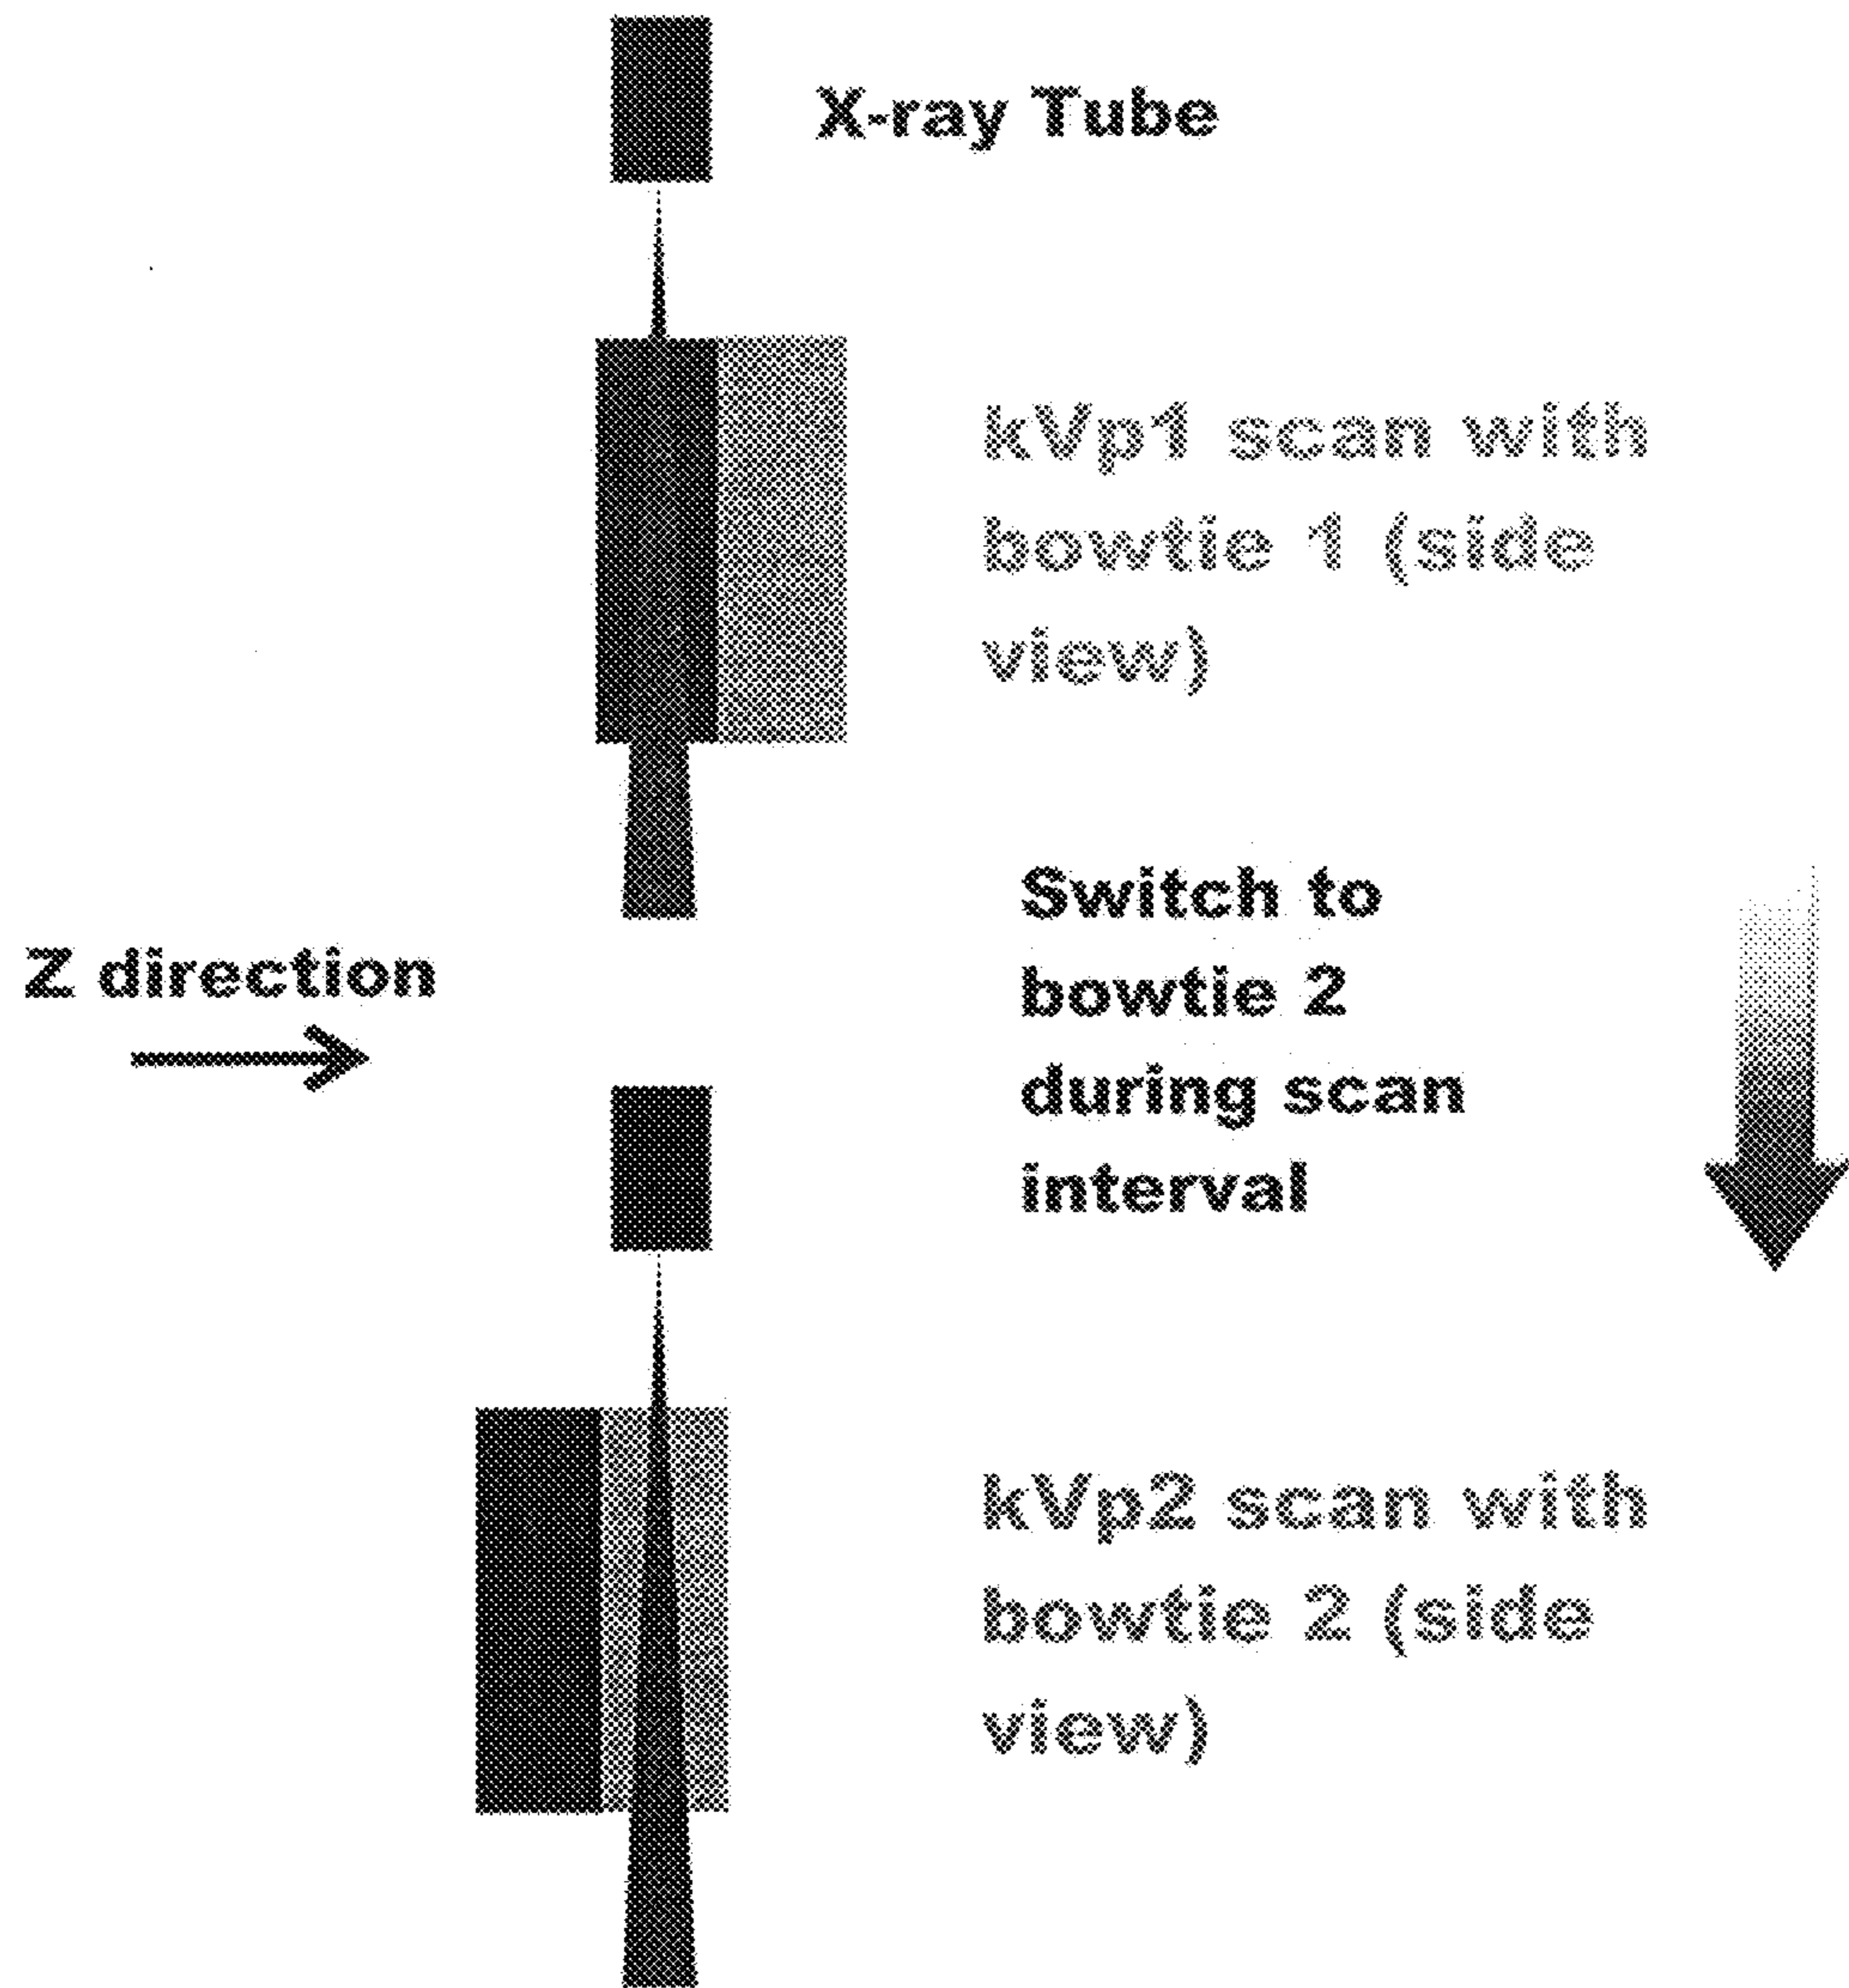 X-ray Tube
kVp1 scan with
bowtie 1 (side
view)
Switch to
bowtie 2
during scan
interval
Z direction
kVp2 scan with
bowtie 2 (side
view)